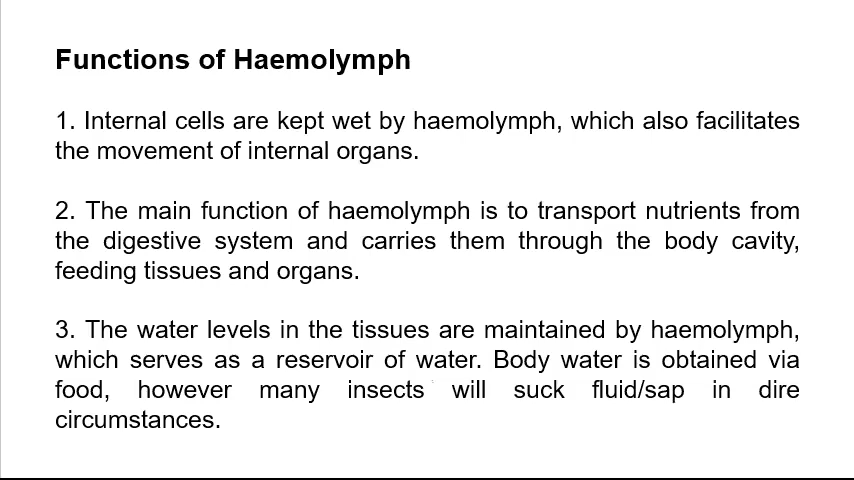 Functions of Haemolymph
1. Internal cells are kept wet by haemolymph, which also facilitates
the movement of internal organs.
2. The main function of haemolymph is to transport nutrients from
the digestive system and carries them through the body cavity,
feeding tissues and organs.
3. The water levels in the tissues are maintained by haemolymph,
which serves as a reservoir of water. Body water is obtained via
food, however many insects will suck fluid/sap in dire
circumstances.